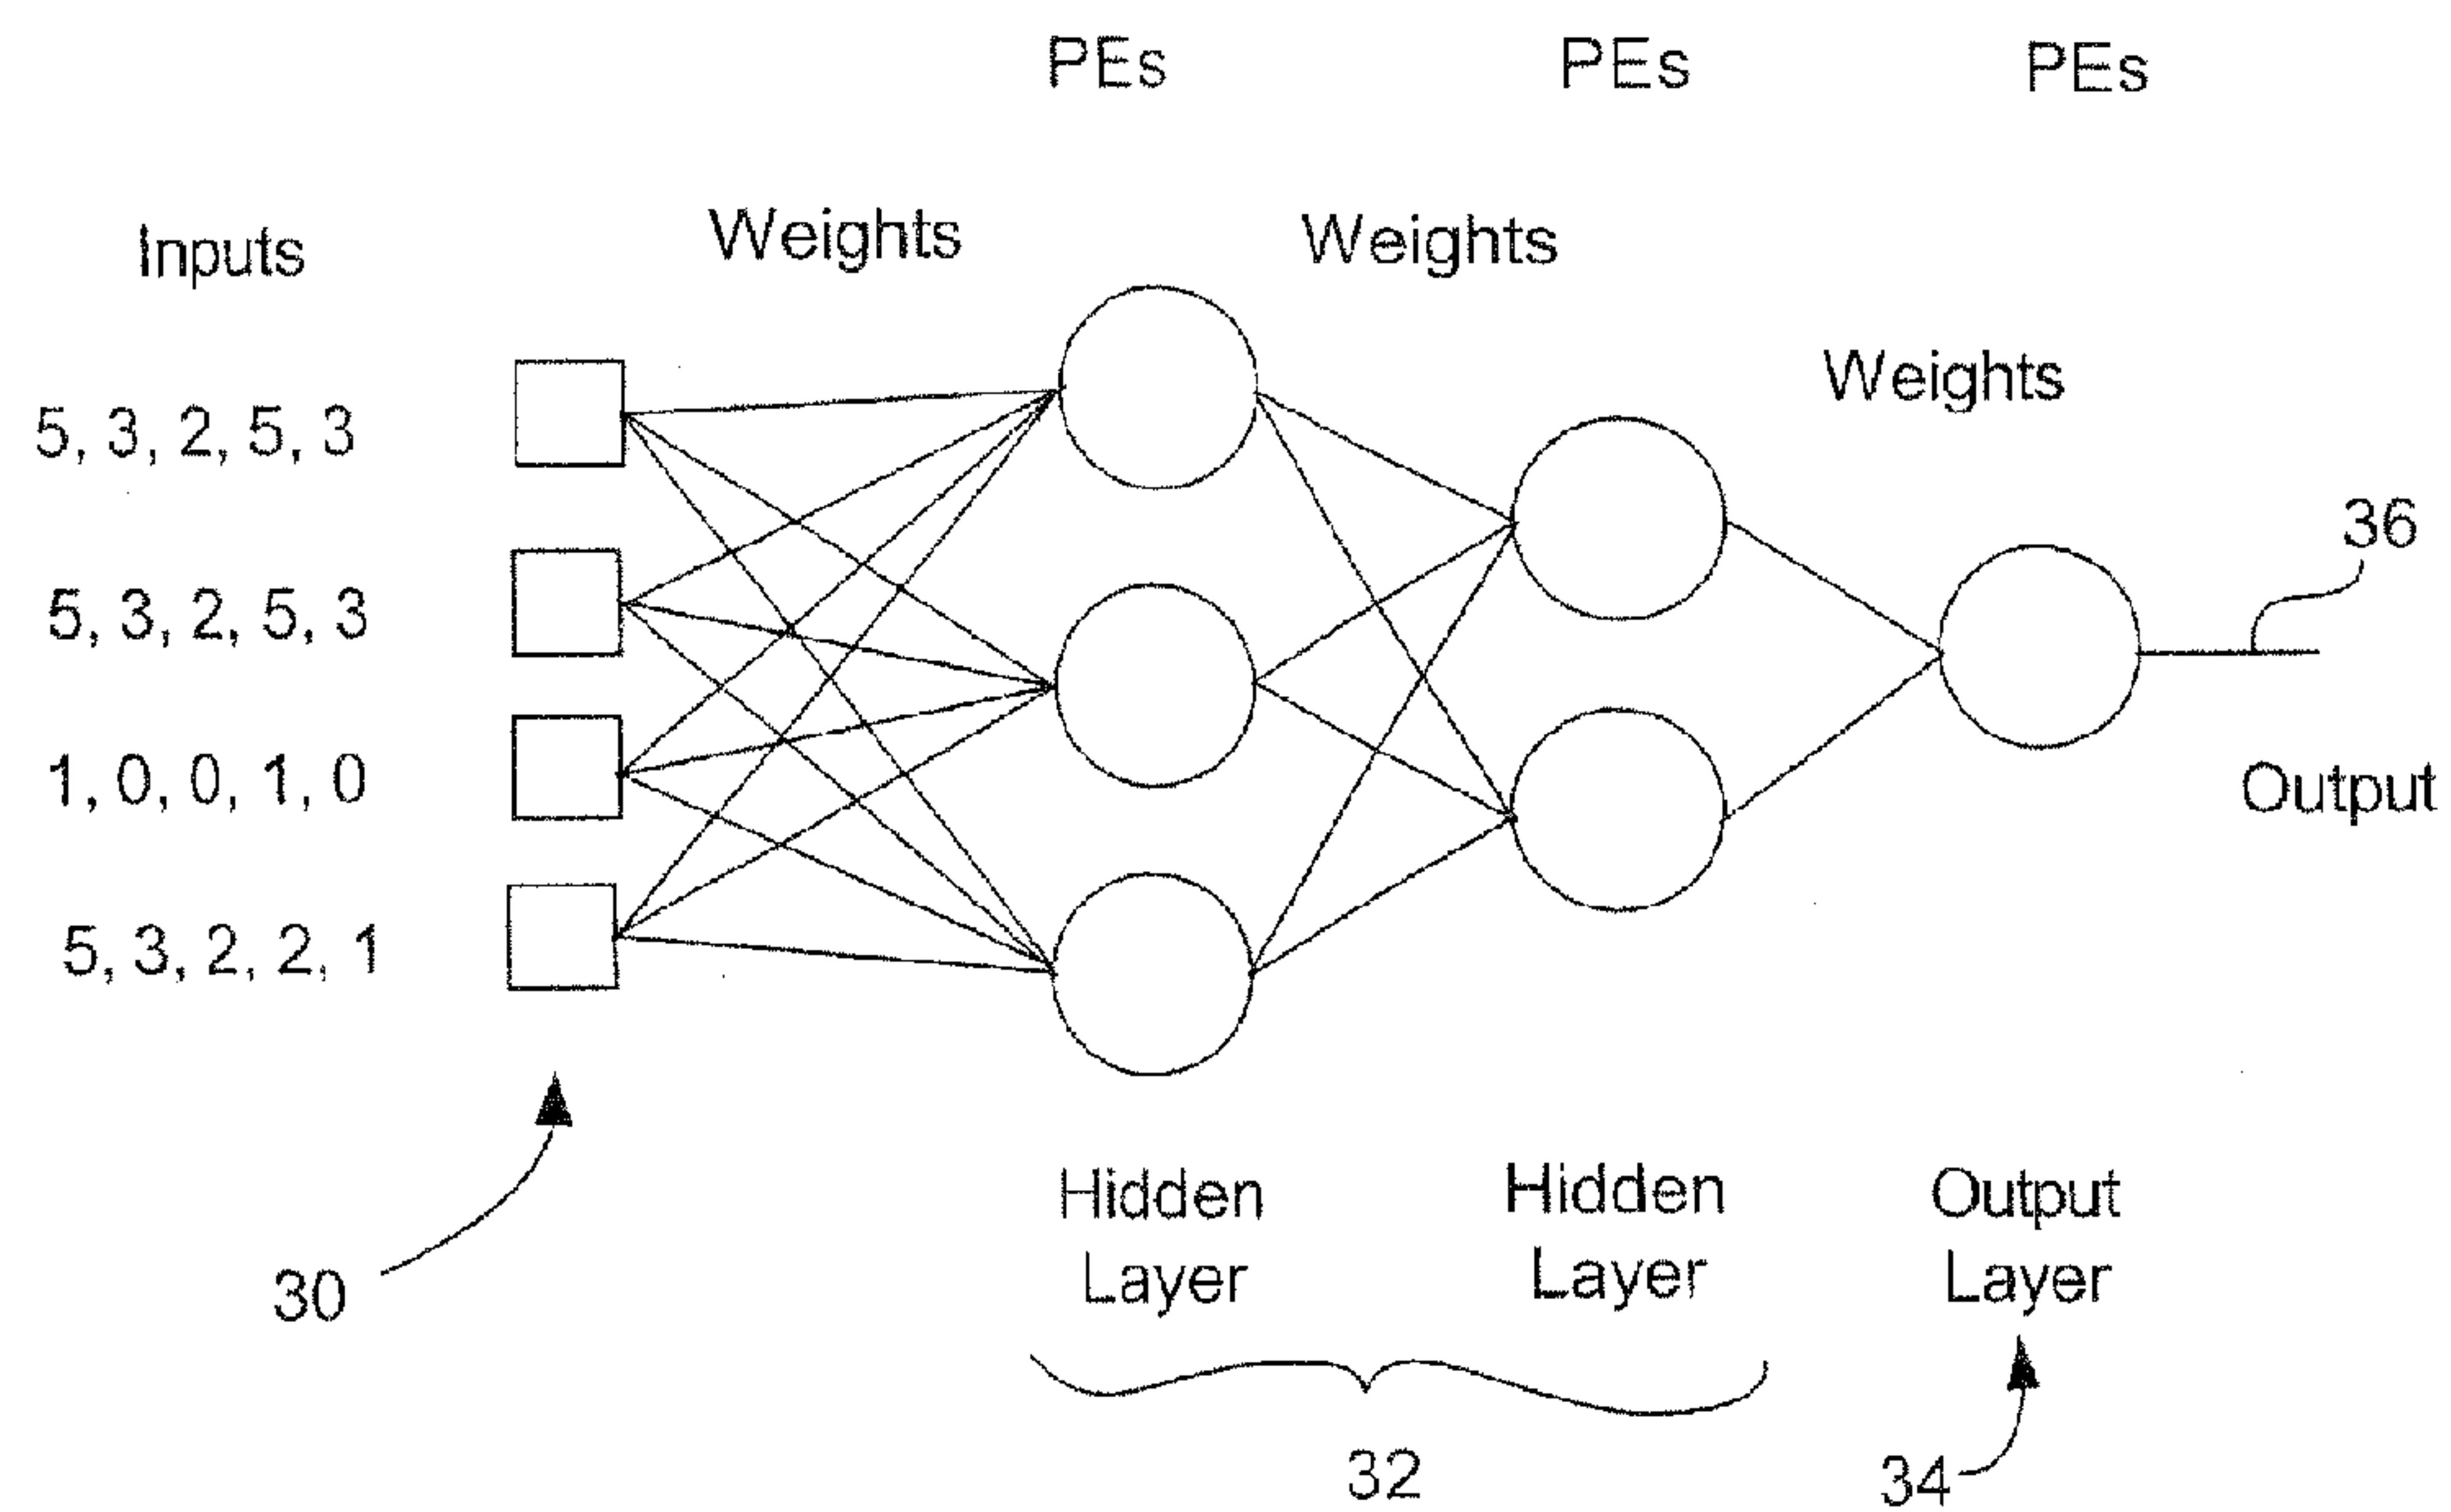 PEs
PEs
PEs
Inputs
Weights
Weights
Weights
5, 3, 2, 5, 3
5, 3, 2, 5, 3
1, 0, 0, 1, 0
5, 3, 2, 2, 1
36
Output
30
Hidden
Layer
Hidden
Layer
Output
Layer
32
34